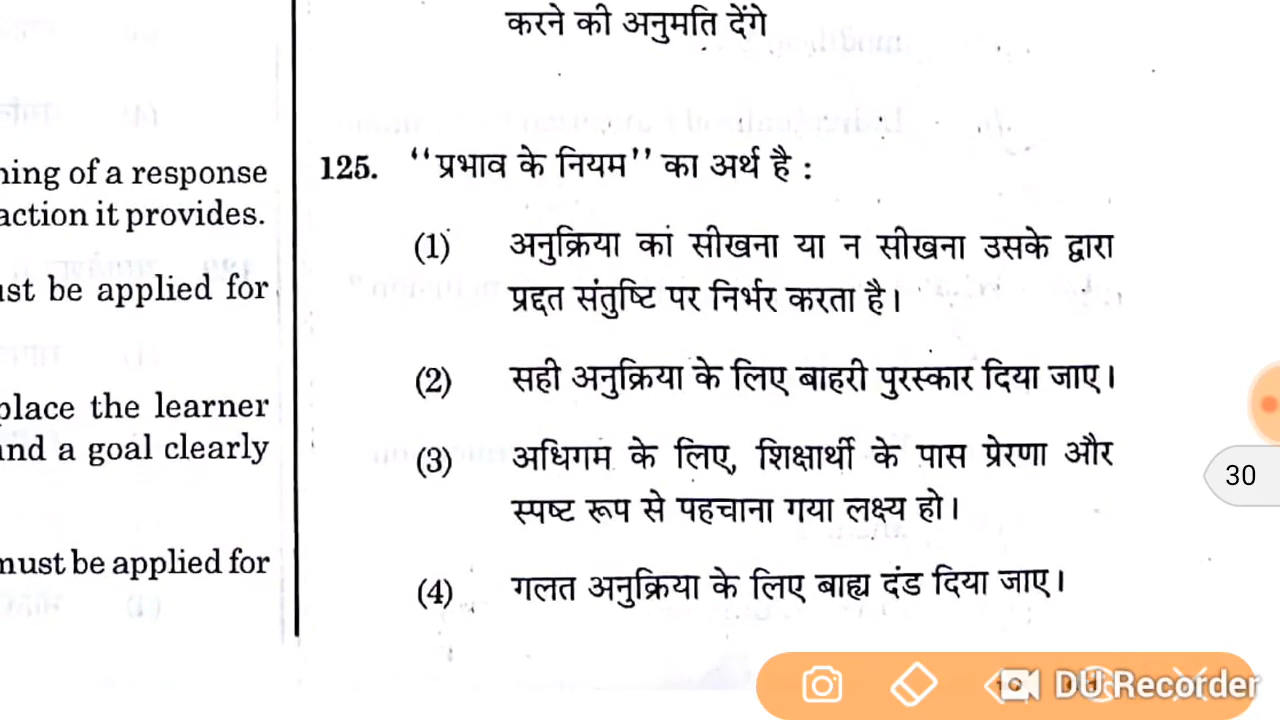 करने की अनुमति देंगे
ning of a response
action it provides.
ust be applied for
place the learner
and a goal clearly
must be applied for
125. “प्रभाव के नियम” का अर्थ है :
(1) अनुक्रिया कां सीखना या न सीखना उसके द्वारा
प्रद्दत संतुष्टि पर निर्भर करता है।
(2) सही अनुक्रिया के लिए बाहरी पुरस्कार दिया जाए।
(3) अधिगम के लिए, शिक्षार्थी के पास प्रेरणा और
स्पष्ट रूप से पहचाना गया लक्ष्य हो।
(4) गलत अनुक्रिया के लिए बाह्य दंड दिया जाए।
30
DU Recorder